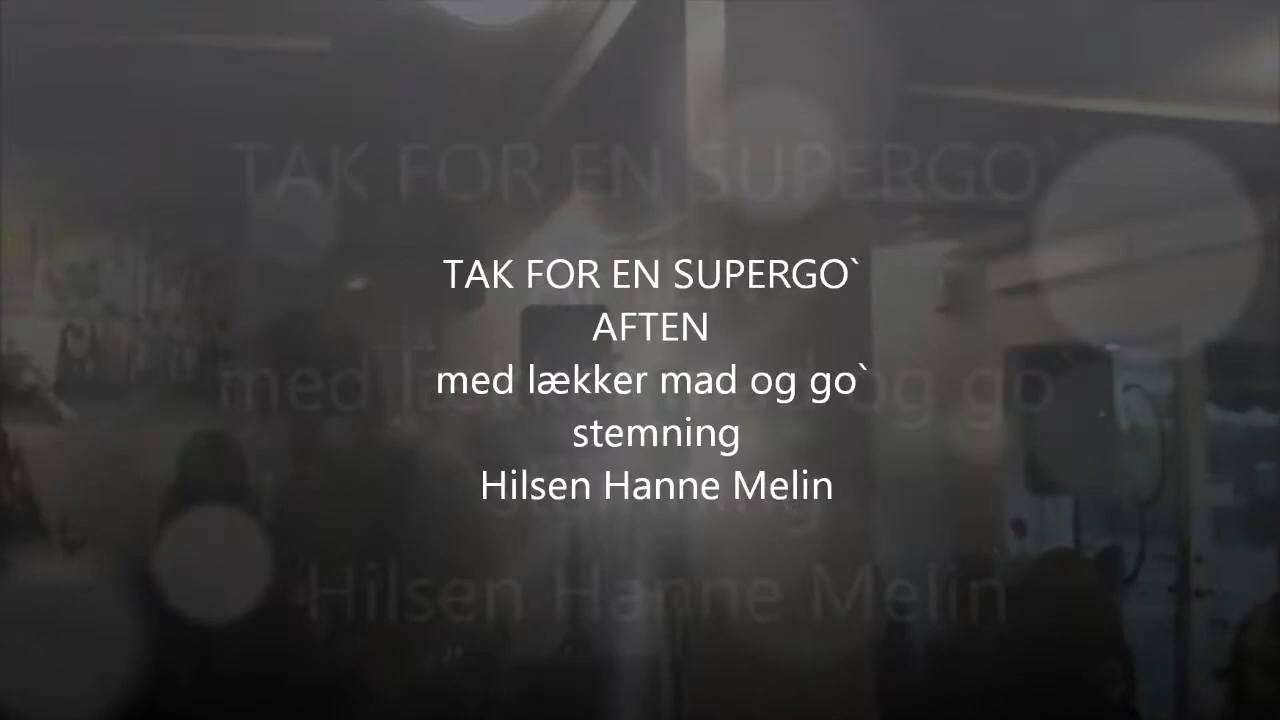 TAK FOR EN SUPERGO`
AFTEN
med lækker mad og go`
stemning
Hilsen Hanne Melin